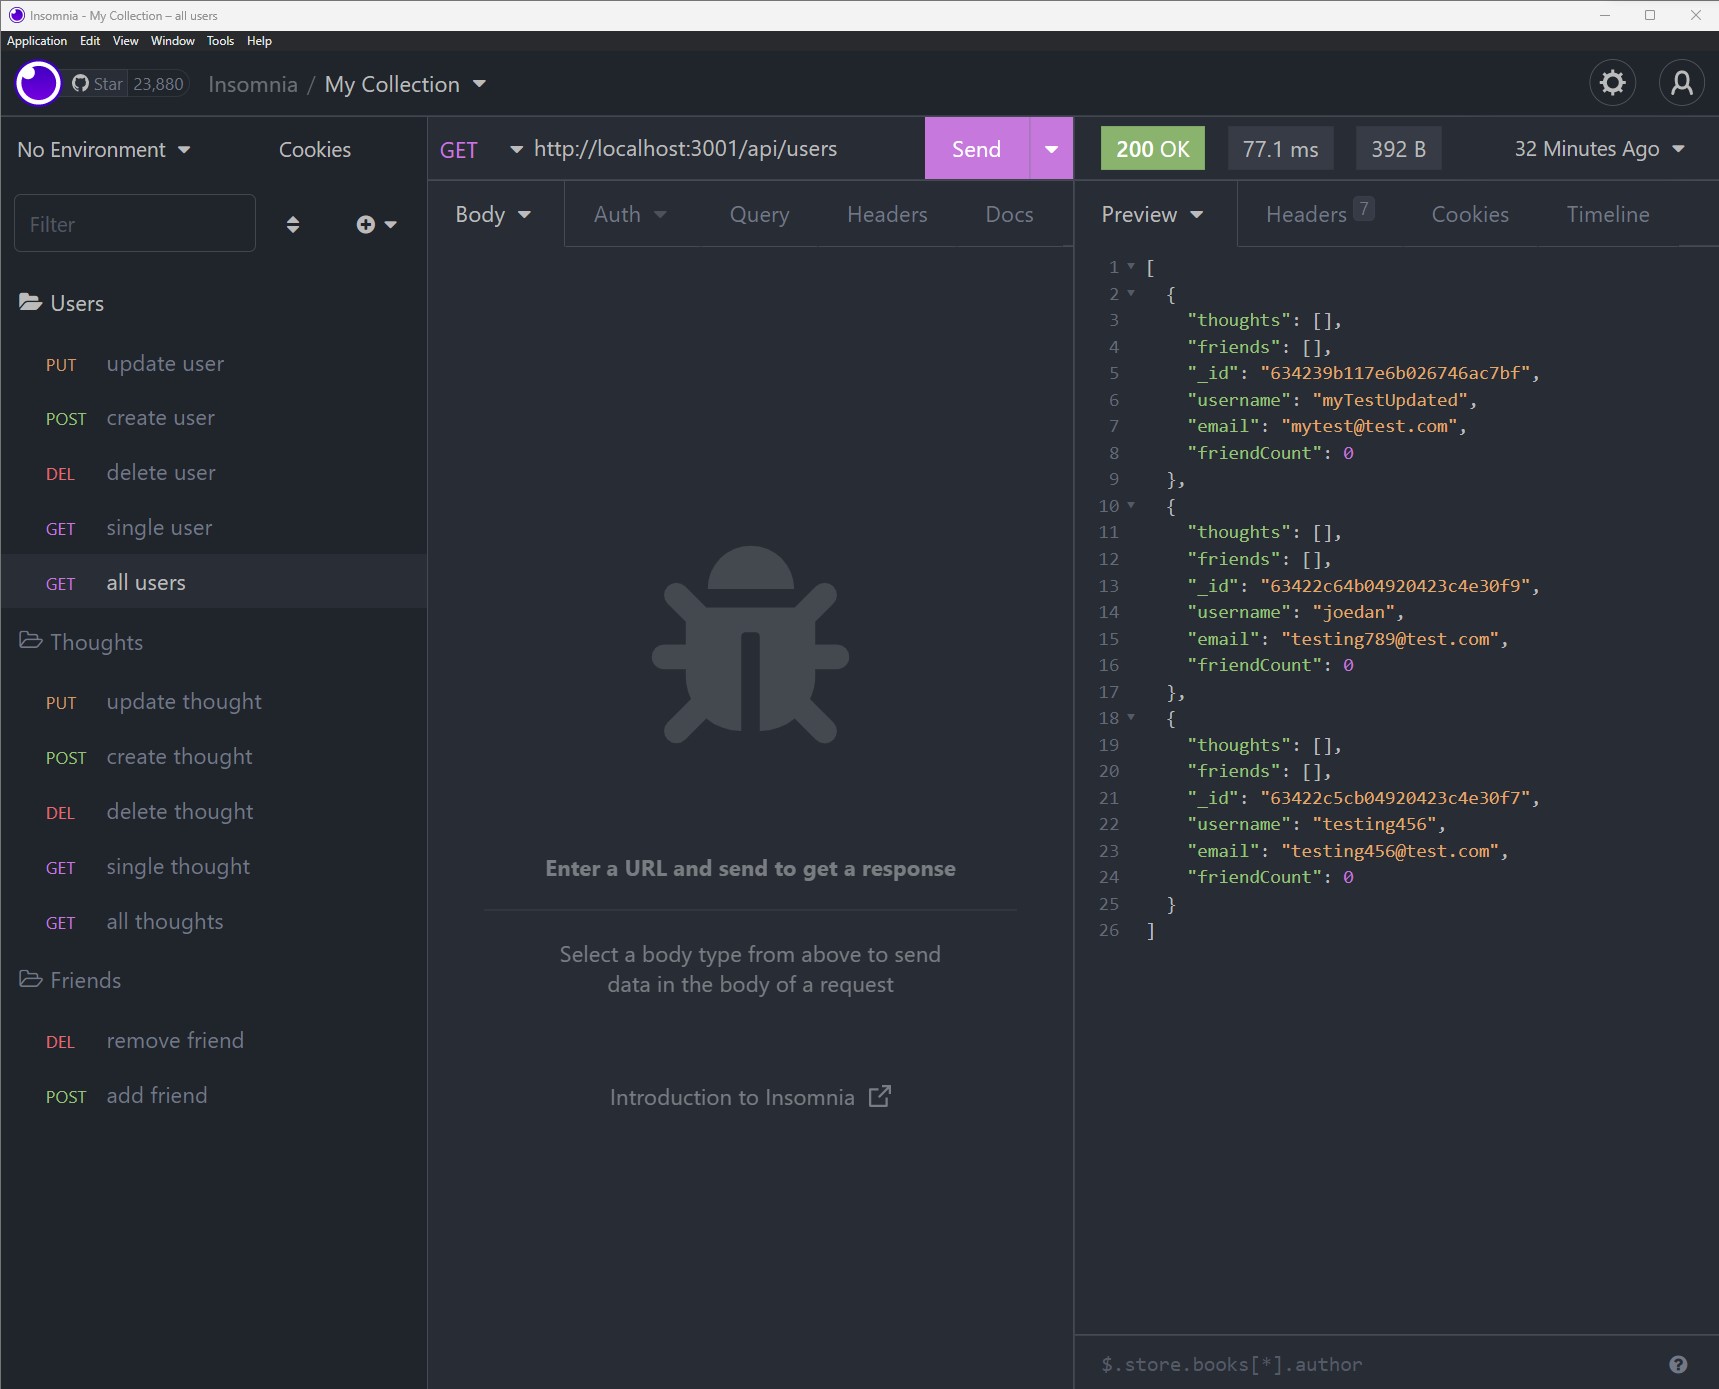 Insomnia - My Collection – all users
Application Edit View Window Tools Help
Star 23,880 Insomnia / My Collection
No Environment Cookies
Filter
Users
PUT update user
POST create user
DEL delete user
GET single user
GET all users
Thoughts
PUT update thought
POST create thought
DEL delete thought
GET single thought
GET all thoughts
Friends
DEL remove friend
POST add friend
GET http://localhost:3001/api/users Send
Body Auth Query Headers Docs
Enter a URL and send to get a response
Select a body type from above to send
data in the body of a request
Introduction to Insomnia
200 OK 77.1 ms 392 B 32 Minutes Ago
Preview Headers 7 Cookies Timeline
1 [
2 {
3 "thoughts": [],
4 "friends": [],
5 "_id": "634239b117e6b026746ac7bf",
6 "username": "myTestUpdated",
7 "email": "mytest@test.com",
8 "friendCount": 0
9 },
10 {
11 "thoughts": [],
12 "friends": [],
13 "_id": "63422c64b04920423c4e30f9",
14 "username": "joedan",
15 "email": "testing789@test.com",
16 "friendCount": 0
17 },
18 {
19 "thoughts": [],
20 "friends": [],
21 "_id": "63422c5cb04920423c4e30f7",
22 "username": "testing456",
23 "email": "testing456@test.com",
24 "friendCount": 0
25 }
26 ]
$.store.books[*].author